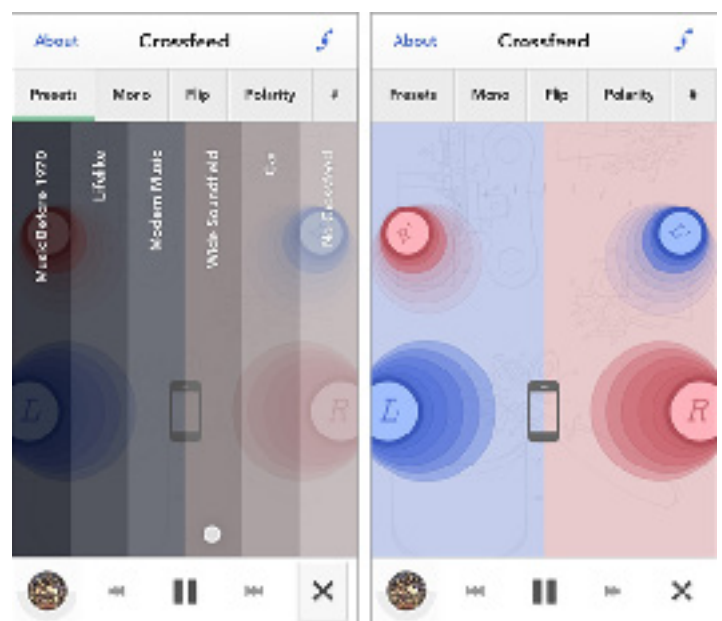 About Crossfeed f
Presets Mono Flip Polarity #
Music Before 1970
Lifelike
Modern Music
Wide Soundfield
Car
No Crossfeed
L R
About Crossfeed f
Presets Mono Flip Polarity #
L R